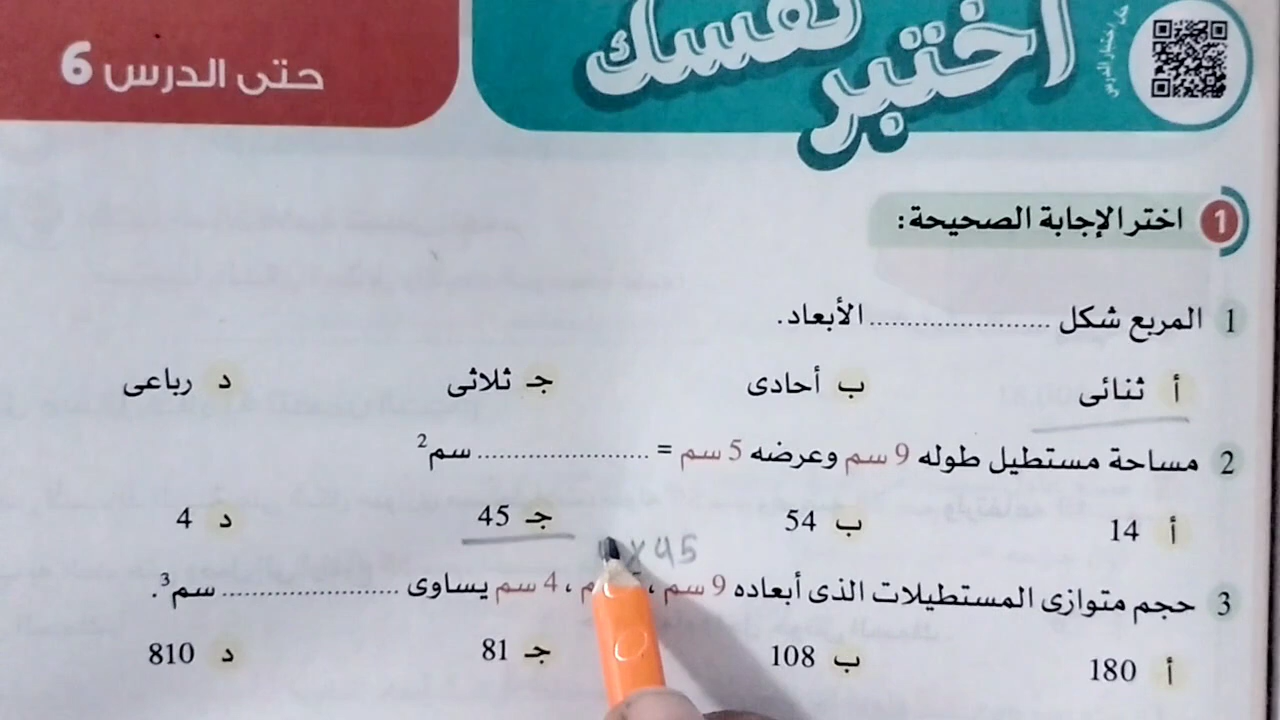 اختبر نفسك
حتى الدرس 6
1 اختر الإجابة الصحيحة:
1 المربع شكل ........................ الأبعاد.
أ ثنائى ب أحادى جـ ثلاثى د رباعى
2 مساحة مستطيل طوله 9 سم وعرضه 5 سم = ........................ سم²
أ 14 ب 54 جـ 45 د 4
x 45
3 حجم متوازى المستطيلات الذى أبعاده 9 سم ، م ، 4 سم يساوى ........................ سم³.
أ 180 ب 108 جـ 81 د 810